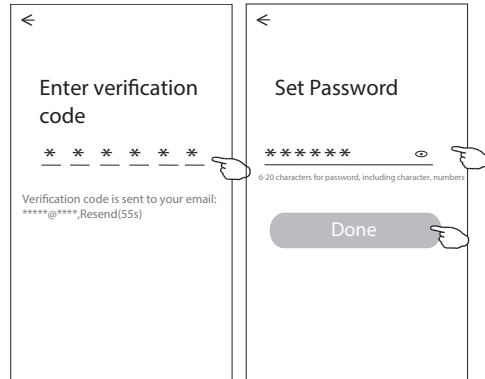 Enter verification
code
* * * * * *
Verification code is sent to your email:
*****@****,Resend(55s)
Set Password
******
6-20 characters for password, including character, numbers
Done